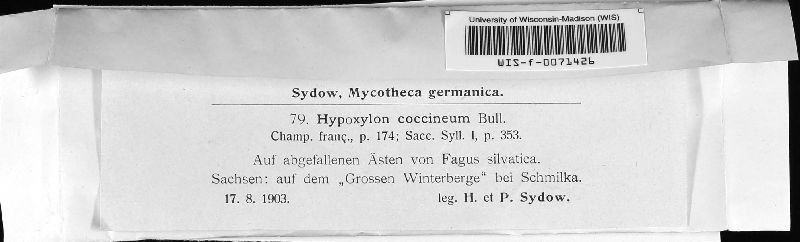 University of Wisconsin-Madison (WIS)
WIS-f-0071426
Sydow, Mycotheca germanica.
79. Hypoxylon coccineum Bull.
Champ. franç., p. 174; Sacc. Syll. I, p. 353.
Auf abgefallenen Ästen von Fagus silvatica.
Sachsen: auf dem „Grossen Winterberge“ bei Schmilka.
17. 8. 1903. leg. H. et P. Sydow.